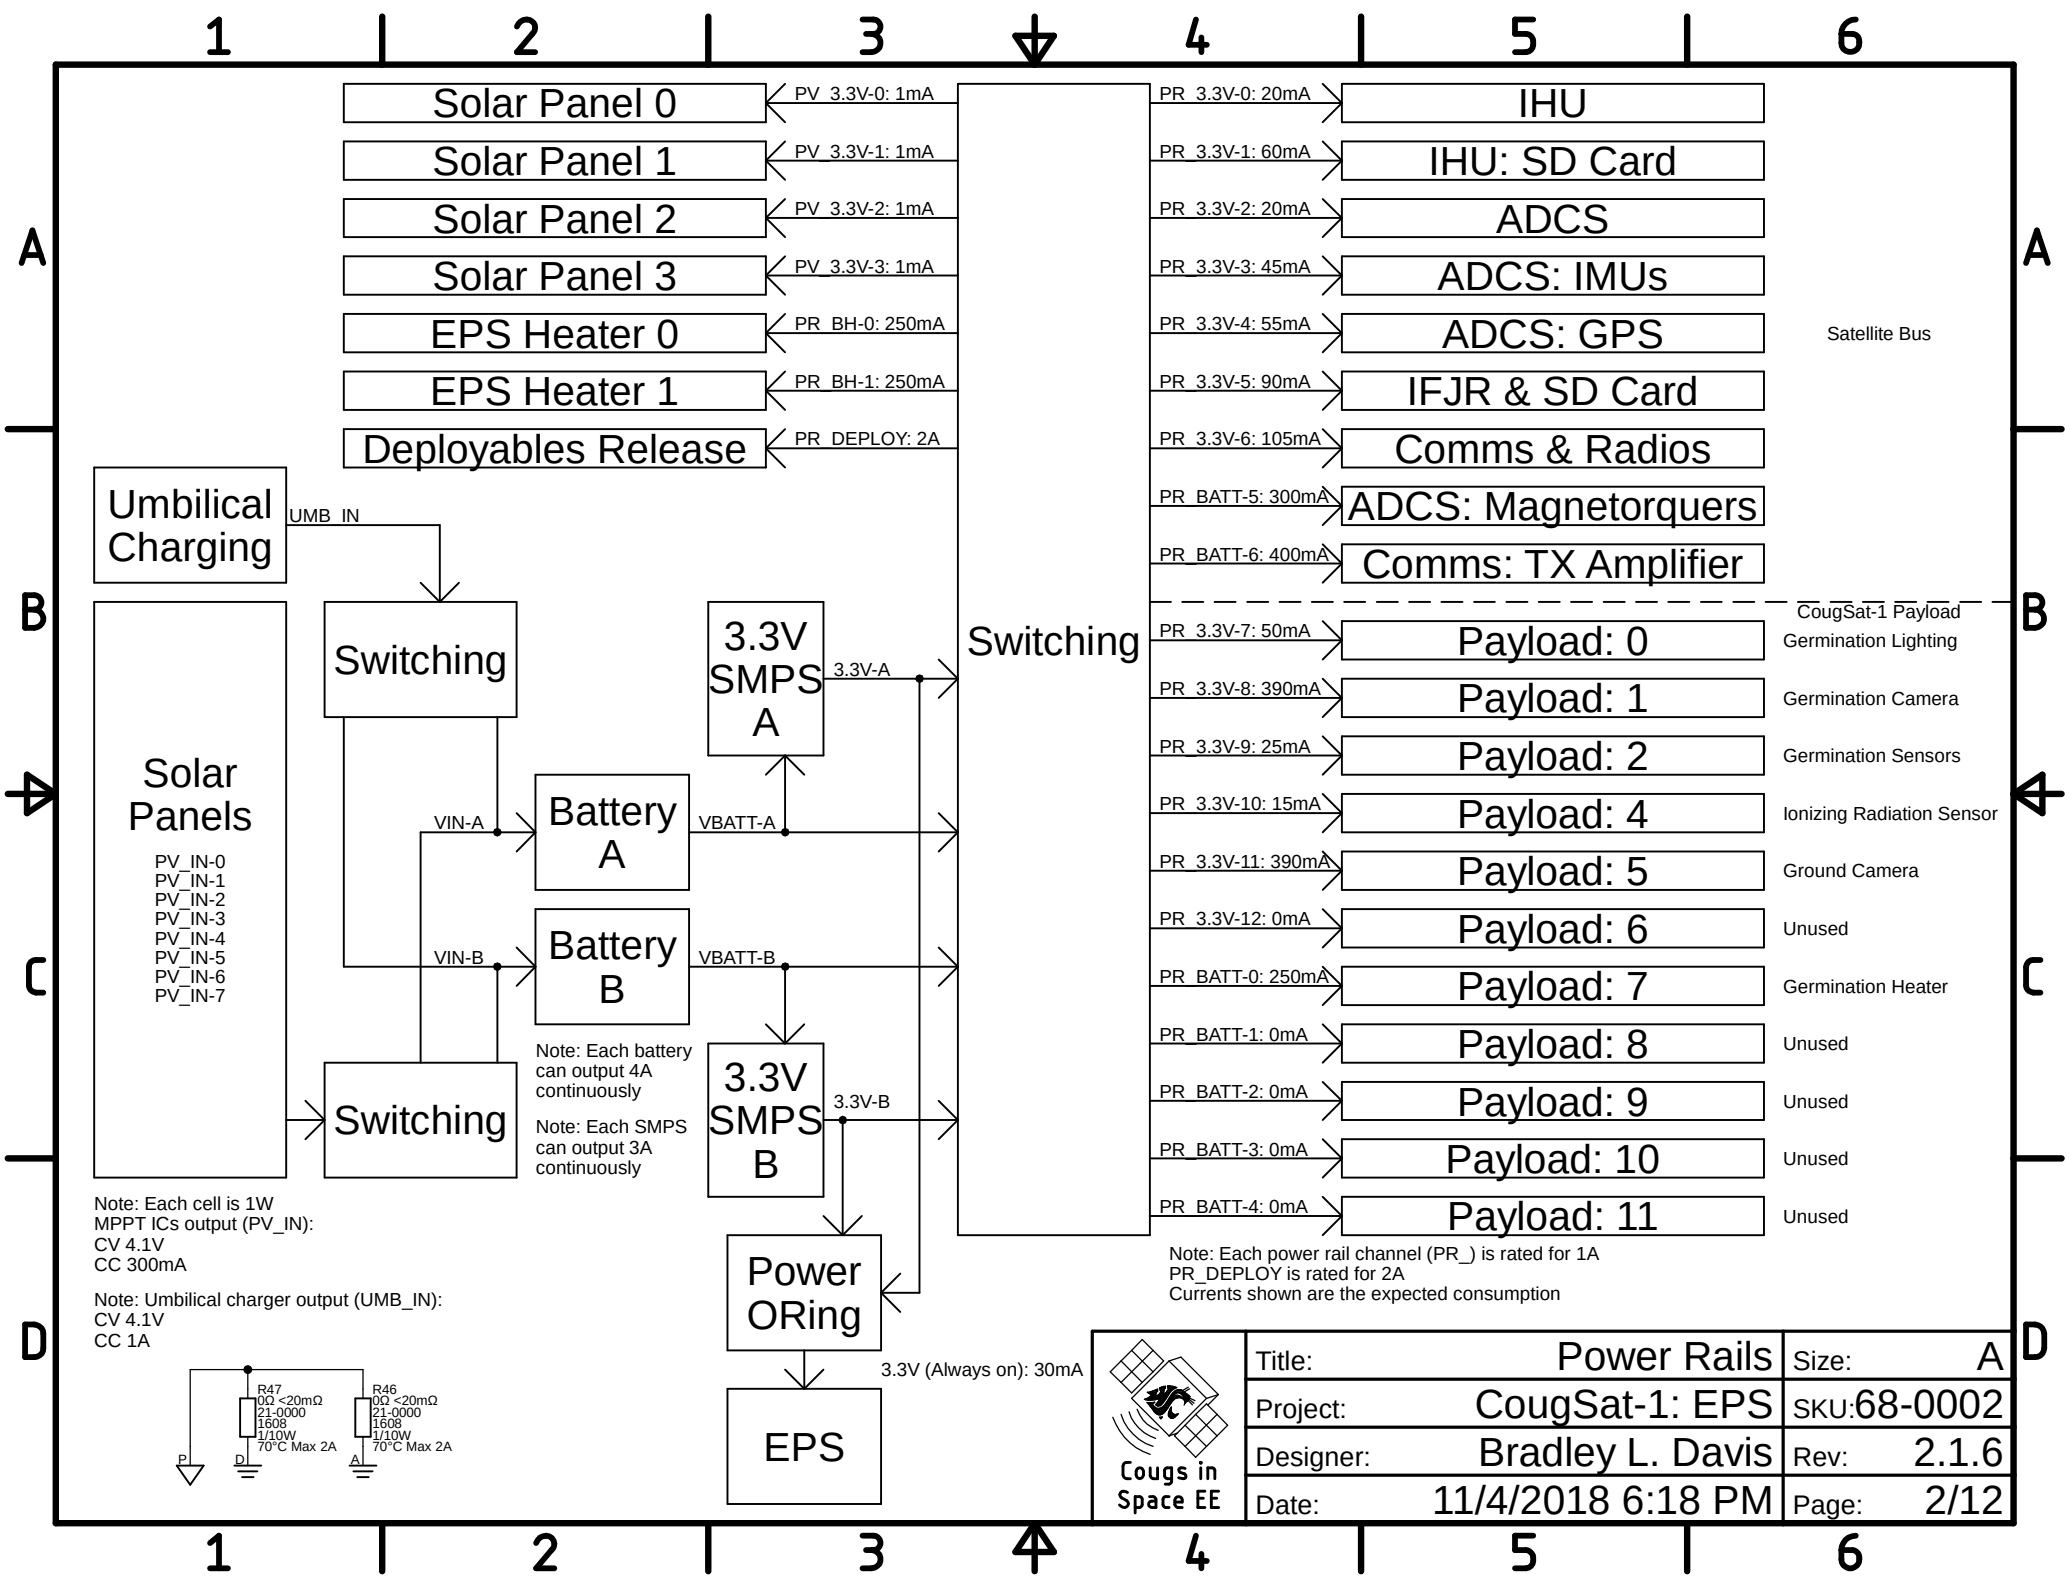 1 2 3 4 5 6
A
B
C
D
Solar Panel 0
PV_3.3V-0: 1mA
Solar Panel 1
PV_3.3V-1: 1mA
Solar Panel 2
PV_3.3V-2: 1mA
Solar Panel 3
PV_3.3V-3: 1mA
EPS Heater 0
PR_BH-0: 250mA
EPS Heater 1
PR_BH-1: 250mA
Deployables Release
PR_DEPLOY: 2A
Umbilical
Charging
UMB_IN
Switching
Solar
Panels
PV_IN-0
PV_IN-1
PV_IN-2
PV_IN-3
PV_IN-4
PV_IN-5
PV_IN-6
PV_IN-7
Switching
VIN-A
VIN-B
Battery
A
Battery
B
VBATT-A
VBATT-B
3.3V
SMPS
A
3.3V-A
3.3V
SMPS
B
3.3V-B
Note: Each battery
can output 4A
continuously
Note: Each SMPS
can output 3A
continuously
Power
ORing
3.3V (Always on): 30mA
EPS
Note: Each cell is 1W
MPPT ICs output (PV_IN):
CV 4.1V
CC 300mA
Note: Umbilical charger output (UMB_IN):
CV 4.1V
CC 1A
R47
0Ω <20mΩ
21-0000
1608
1/10W
70°C Max 2A
R46
0Ω <20mΩ
21-0000
1608
1/10W
70°C Max 2A
P
D
A
Switching
PR_3.3V-0: 20mA
IHU
PR_3.3V-1: 60mA
IHU: SD Card
PR_3.3V-2: 20mA
ADCS
PR_3.3V-3: 45mA
ADCS: IMUs
PR_3.3V-4: 55mA
ADCS: GPS
Satellite Bus
PR_3.3V-5: 90mA
IFJR & SD Card
PR_3.3V-6: 105mA
Comms & Radios
PR_BATT-5: 300mA
ADCS: Magnetorquers
PR_BATT-6: 400mA
Comms: TX Amplifier
CougSat-1 Payload
PR_3.3V-7: 50mA
Payload: 0
Germination Lighting
PR_3.3V-8: 390mA
Payload: 1
Germination Camera
PR_3.3V-9: 25mA
Payload: 2
Germination Sensors
PR_3.3V-10: 15mA
Payload: 4
Ionizing Radiation Sensor
PR_3.3V-11: 390mA
Payload: 5
Ground Camera
PR_3.3V-12: 0mA
Payload: 6
Unused
PR_BATT-0: 250mA
Payload: 7
Germination Heater
PR_BATT-1: 0mA
Payload: 8
Unused
PR_BATT-2: 0mA
Payload: 9
Unused
PR_BATT-3: 0mA
Payload: 10
Unused
PR_BATT-4: 0mA
Payload: 11
Unused
Note: Each power rail channel (PR_) is rated for 1A
PR_DEPLOY is rated for 2A
Currents shown are the expected consumption
Cougs in
Space EE
Title: Power Rails
Size: A
Project: CougSat-1: EPS
SKU: 68-0002
Designer: Bradley L. Davis
Rev: 2.1.6
Date: 11/4/2018 6:18 PM
Page: 2/12
A
B
C
D
1 2 3 4 5 6